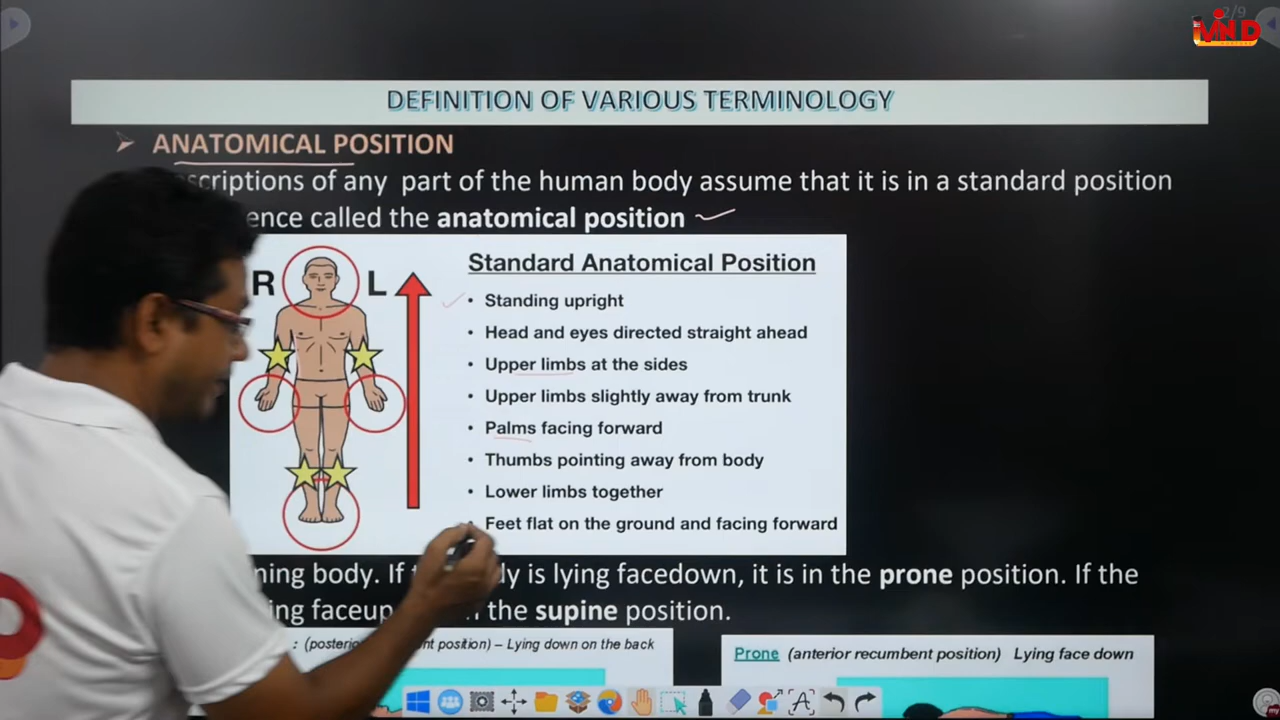 2/9
MIND
DEFINITION OF VARIOUS TERMINOLOGY
ANATOMICAL POSITION
scriptions of any part of the human body assume that it is in a standard position
ence called the anatomical position
R L
Standard Anatomical Position
• Standing upright
• Head and eyes directed straight ahead
• Upper limbs at the sides
• Upper limbs slightly away from trunk
• Palms facing forward
• Thumbs pointing away from body
• Lower limbs together
• Feet flat on the ground and facing forward
ning body. If dy is lying facedown, it is in the prone position. If the
ing faceup the supine position.
: (posterio nt position) – Lying down on the back
Prone (anterior recumbent position) Lying face down